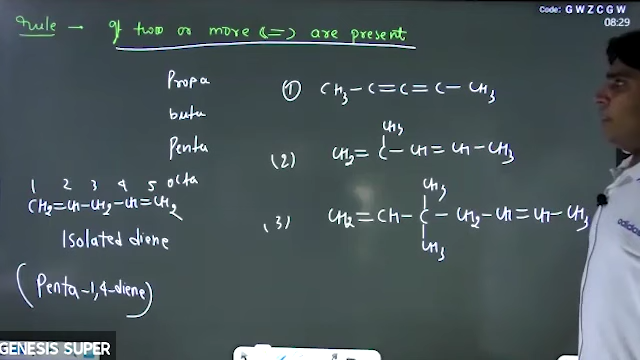 Code: G W Z C G W
08:29
Rule → If two or more (=) are present
Propa
buta
Penta
octa
1 2 3 4 5
CH2=CH-CH2-CH=CH2
Isolated diene
(Penta-1,4-diene)
① CH3-C=C=C-CH3
CH3
(2) CH2=C-CH=CH-CH3
CH3
(3) CH2=CH-C-CH2-CH=CH-CH3
CH3
adidas
GENESIS SUPER